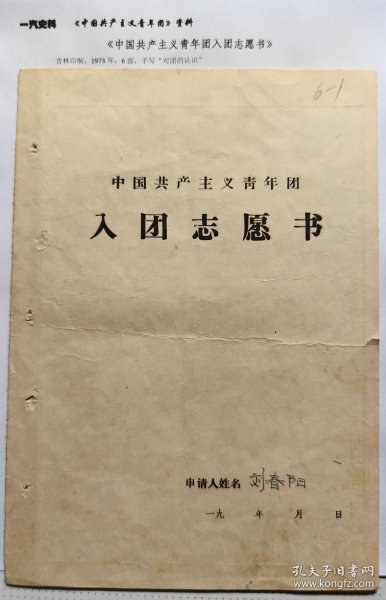 一汽史料 《中国共产主义青年团》资料
《中国共产主义青年团入团志愿书》
吉林印制，1973年，6页，手写“对团的认识”
6-1
中国共产主义青年团
入团志愿书
申请人姓名 刘春阳
一九 年 月 日
孔夫子旧书网
www.kongfz.com